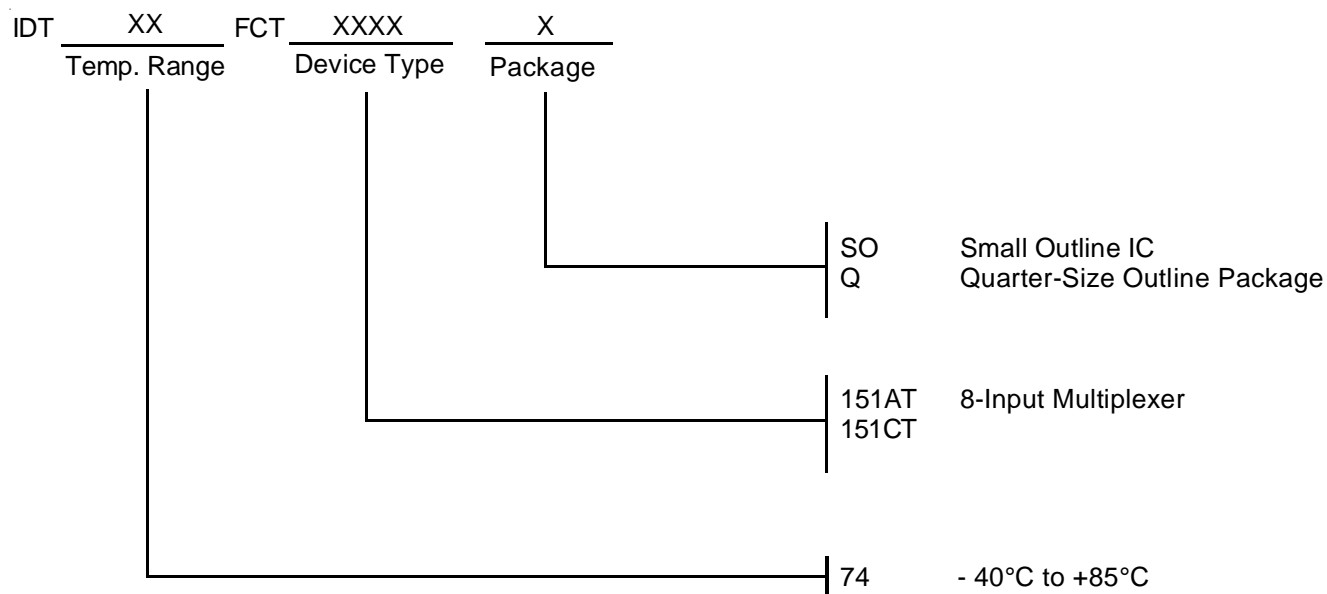 IDT XX FCT XXXX X
Temp. Range Device Type Package
SO Small Outline IC
Q Quarter-Size Outline Package
151AT 8-Input Multiplexer
151CT
74 - 40°C to +85°C